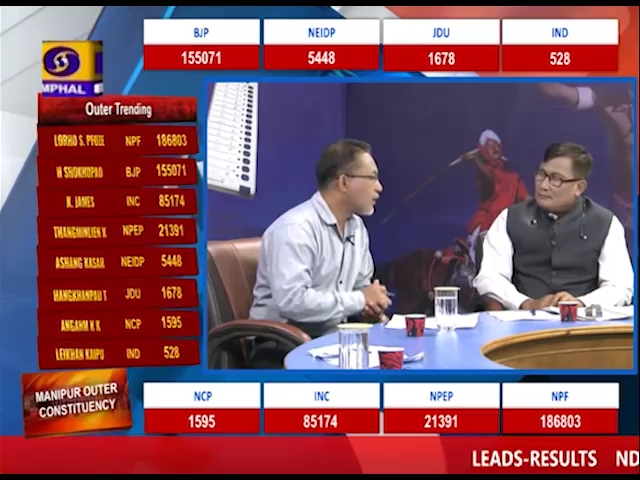 BJP NEIDP JDU IND
155071 5448 1678 528
MPHAL
Outer Trending
LORHO S. PFOZE NPF 186803
H SHOKHOPAO BJP 155071
K. JAMES INC 85174
THANGMINLIEN K NPEP 21391
ASHANG KASAR NEIDP 5448
HANGKHANPAU T JDU 1678
ANGAM K K NCP 1595
LEIKHAN KAIPU IND 528
MANIPUR OUTER
CONSTITUENCY
NCP INC NPEP NPF
1595 85174 21391 186803
LEADS-RESULTS ND